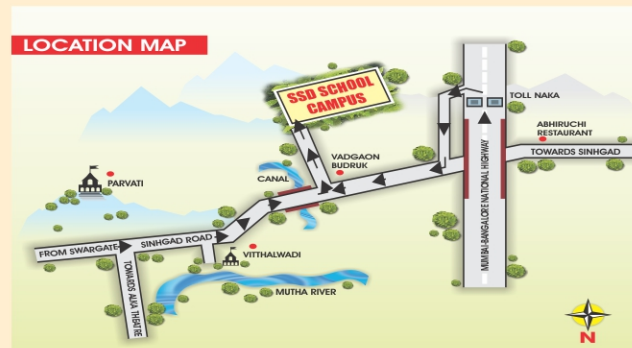 LOCATION MAP
SSD SCHOOL
CAMPUS
TOLL NAKA
ABHIRUCHI
RESTAURANT
TOWARDS SINHGAD
VADGAON
BUDRUK
CANAL
PARVATI
MUMBAI-BANGALORE NATIONAL HIGHWAY
FROM SWARGATE
SINHGAD ROAD
VITTHALWADI
TOWARDS ALKA THEATRE
MUTHA RIVER
N